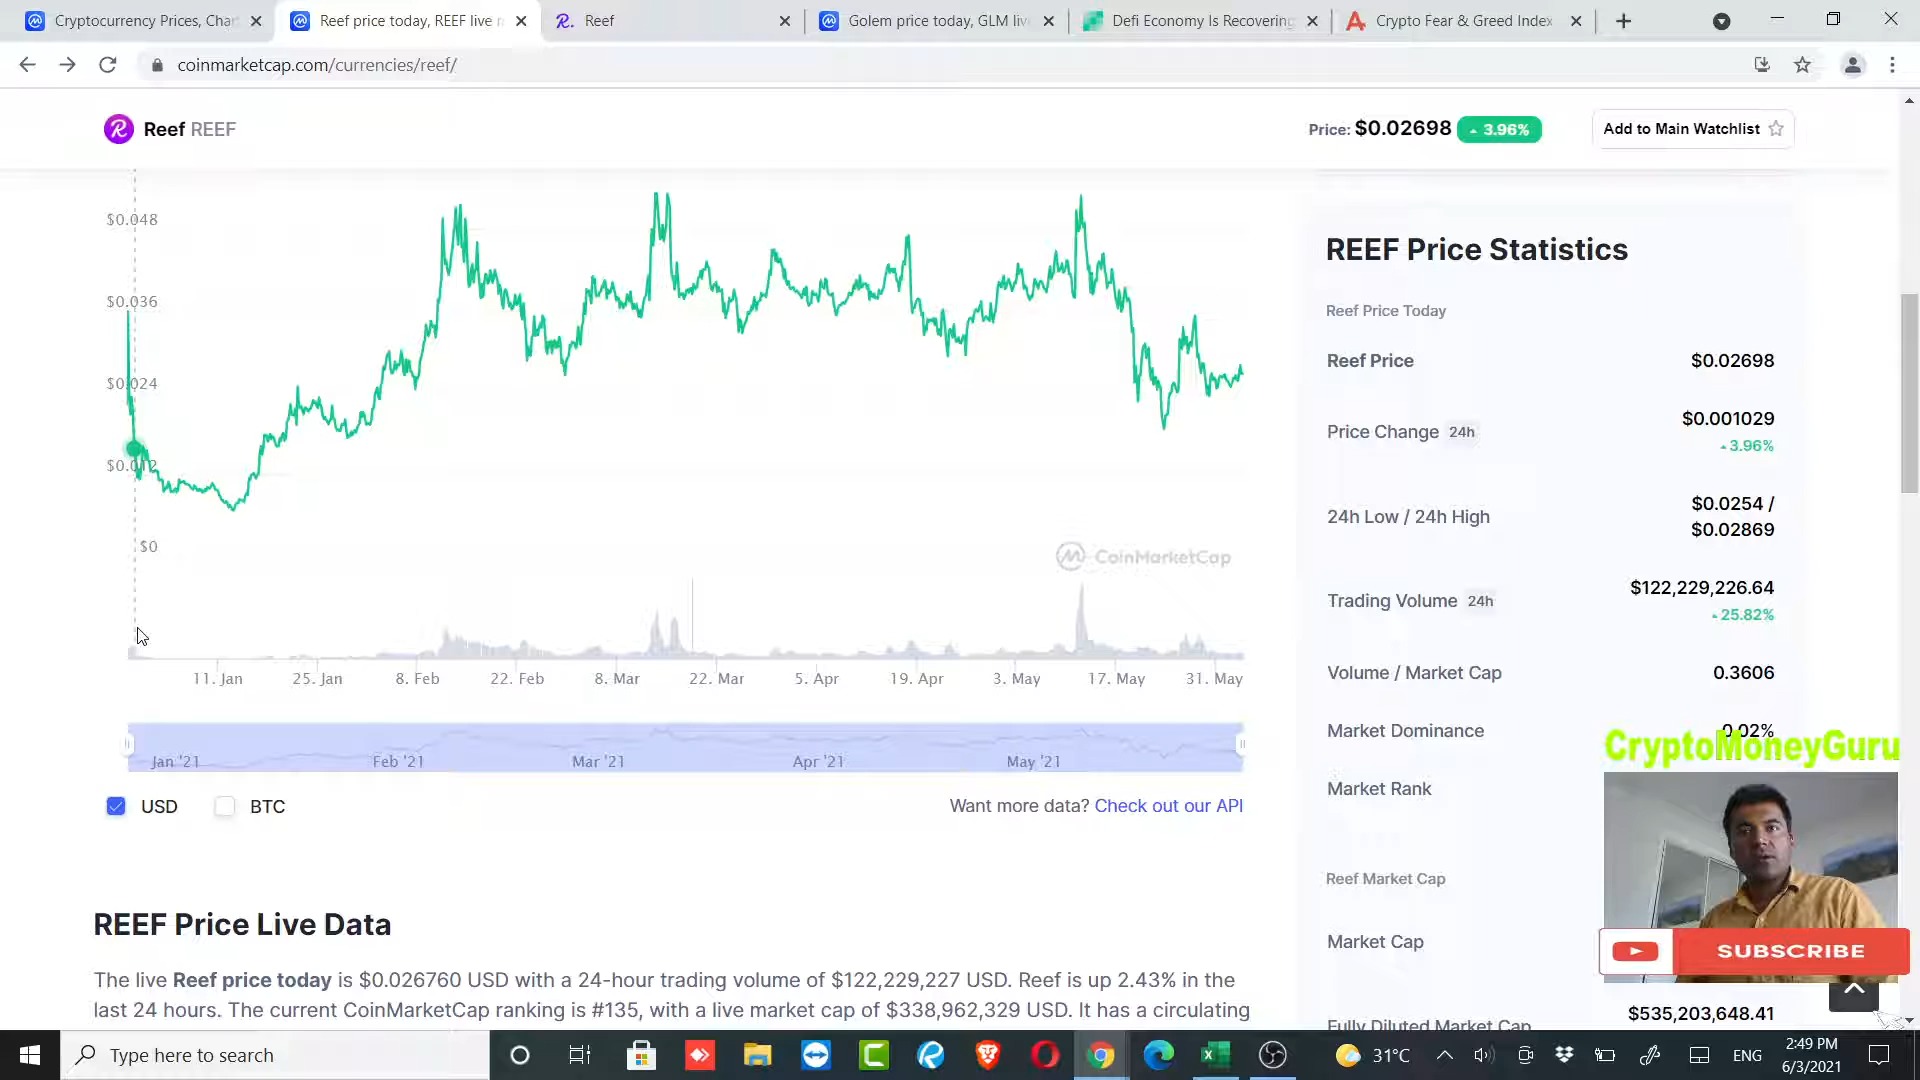 Cryptocurrency Prices, Char
Reef price today, REEF live m
Reef
Golem price today, GLM live
Defi Economy Is Recovering
Crypto Fear & Greed Index
coinmarketcap.com/currencies/reef/
Reef REEF
Price: $0.02698 3.96%
Add to Main Watchlist
$0.048
$0.036
$0.024
$0.012
$0
CoinMarketCap
11. Jan 25. Jan 8. Feb 22. Feb 8. Mar 22. Mar 5. Apr 19. Apr 3. May 17. May 31. May
Jan '21 Feb '21 Mar '21 Apr '21 May '21
USD BTC
Want more data? Check out our API
REEF Price Live Data
The live Reef price today is $0.026760 USD with a 24-hour trading volume of $122,229,227 USD. Reef is up 2.43% in the
last 24 hours. The current CoinMarketCap ranking is #135, with a live market cap of $338,962,329 USD. It has a circulating
REEF Price Statistics
Reef Price Today
Reef Price $0.02698
Price Change 24h $0.001029
3.96%
24h Low / 24h High $0.0254 /
$0.02869
Trading Volume 24h $122,229,226.64
25.82%
Volume / Market Cap 0.3606
Market Dominance 0.02%
CryptoMoneyGuru
Market Rank
Reef Market Cap
Market Cap
SUBSCRIBE
Fully Diluted Market Cap $535,203,648.41
Type here to search
31°C
ENG
2:49 PM
6/3/2021